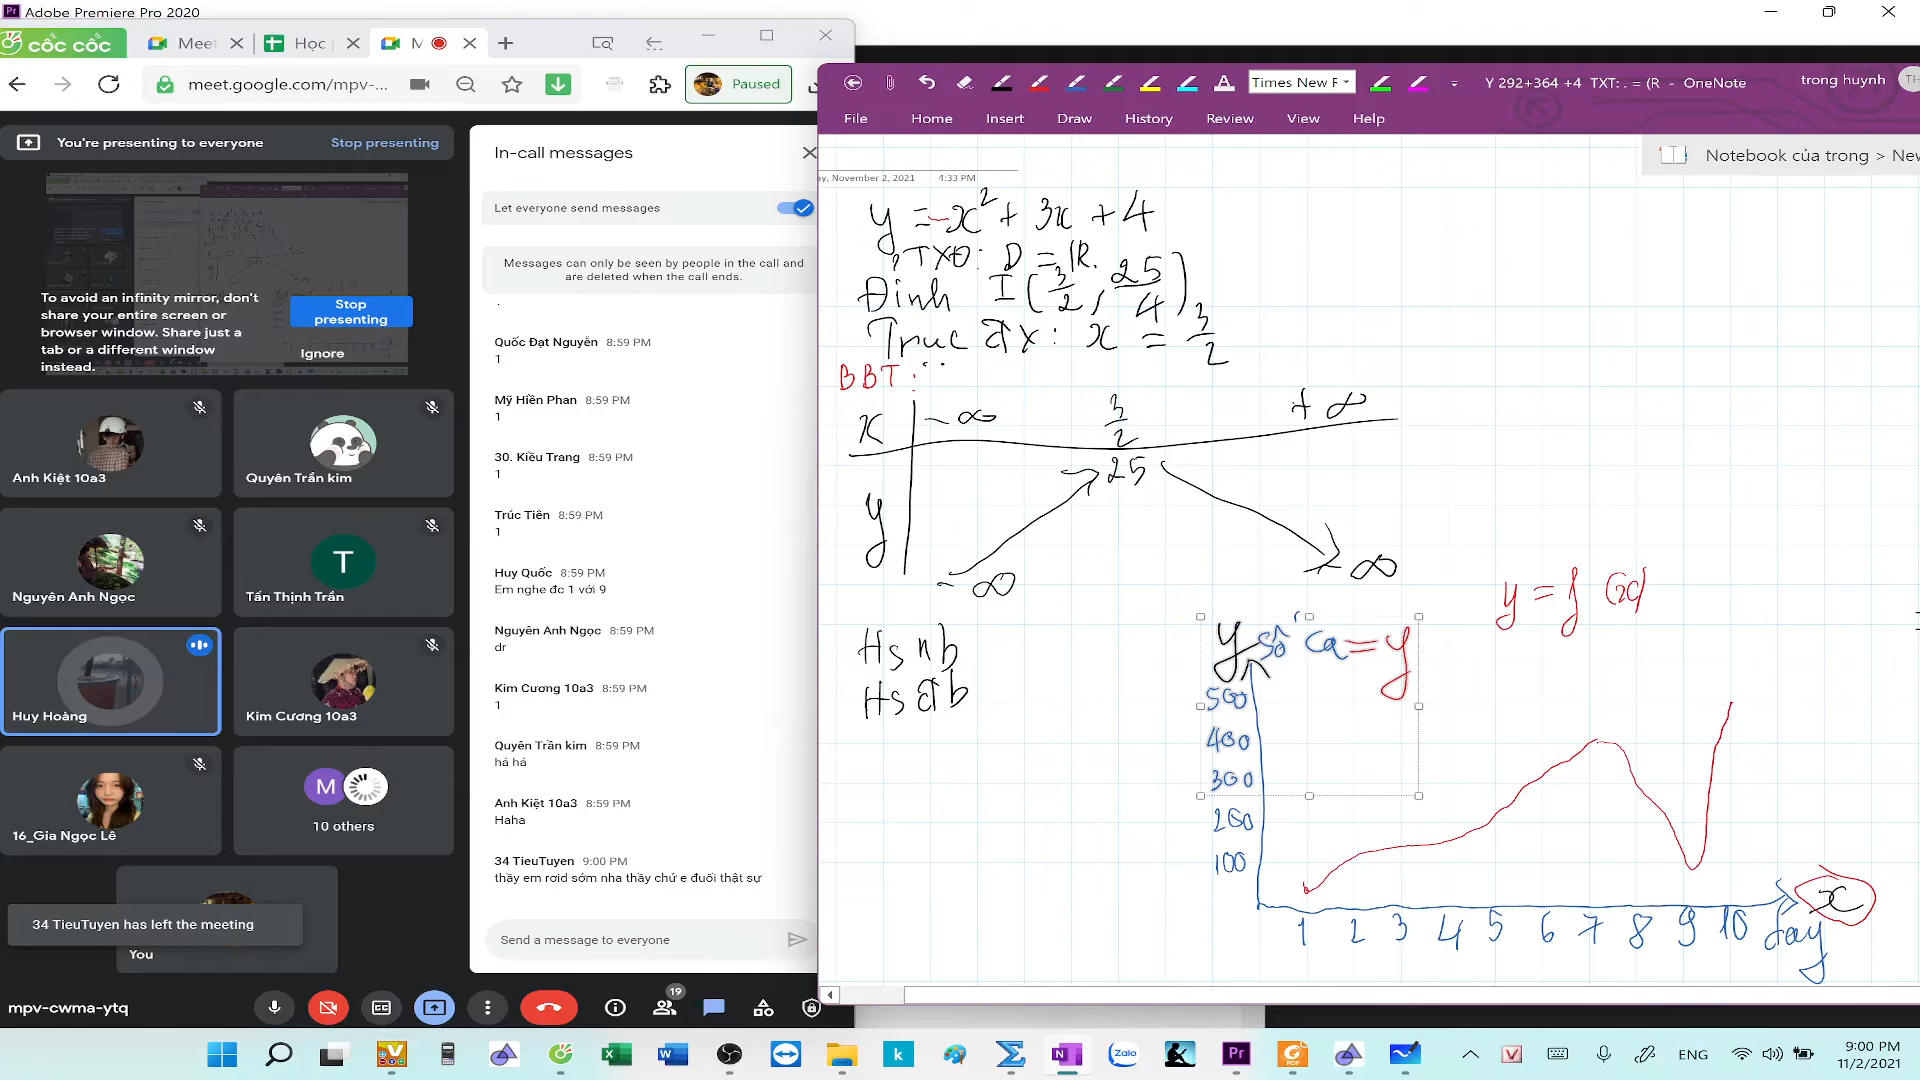 Adobe Premiere Pro 2020
cốc cốc
Meet
Học
M
meet.google.com/mpv-...
Paused
You're presenting to everyone
Stop presenting
To avoid an infinity mirror, don't
share your entire screen or
browser window. Share just a
tab or a different window
instead.
Stop
presenting
Ignore
Anh Kiệt 10a3
Quyên Trần kim
Nguyên Anh Ngọc
T
Tấn Thịnh Trần
Huy Hoàng
Kim Cương 10a3
16_Gia Ngọc Lê
M
10 others
34 TieuTuyen has left the meeting
You
In-call messages
Let everyone send messages
Messages can only be seen by people in the call and
are deleted when the call ends.
Quốc Đạt Nguyễn 8:59 PM
1
Mỹ Hiền Phan 8:59 PM
1
30. Kiều Trang 8:59 PM
1
Trúc Tiên 8:59 PM
1
Huy Quốc 8:59 PM
Em nghe đc 1 với 9
Nguyên Anh Ngọc 8:59 PM
dr
Kim Cương 10a3 8:59 PM
1
Quyên Trần kim 8:59 PM
há há
Anh Kiệt 10a3 8:59 PM
Haha
34 TieuTuyen 9:00 PM
thầy em rơid sớm nha thầy chứ e đuối thật sự
Send a message to everyone
mpv-cwma-ytq
19
Times New F
Y 292+364 +4 TXT: . = (R - OneNote
trong huynh
TH
File Home Insert Draw History Review View Help
Notebook của trong > New
ay, November 2, 2021 4:33 PM
y = -x² + 3x + 4
TXĐ: D = R.
Đỉnh I (3/2, 25/4)
Trục đx: x = 3/2
BBT:
x -∞ 3/2 +∞
25
y
-∞ -∞
Hs nb
Hs đb
y = f(x)
y số ca = y
500
400
300
200
100
1 2 3 4 5 6 7 8 9 10 day x
Zalo
ENG
9:00 PM
11/2/2021